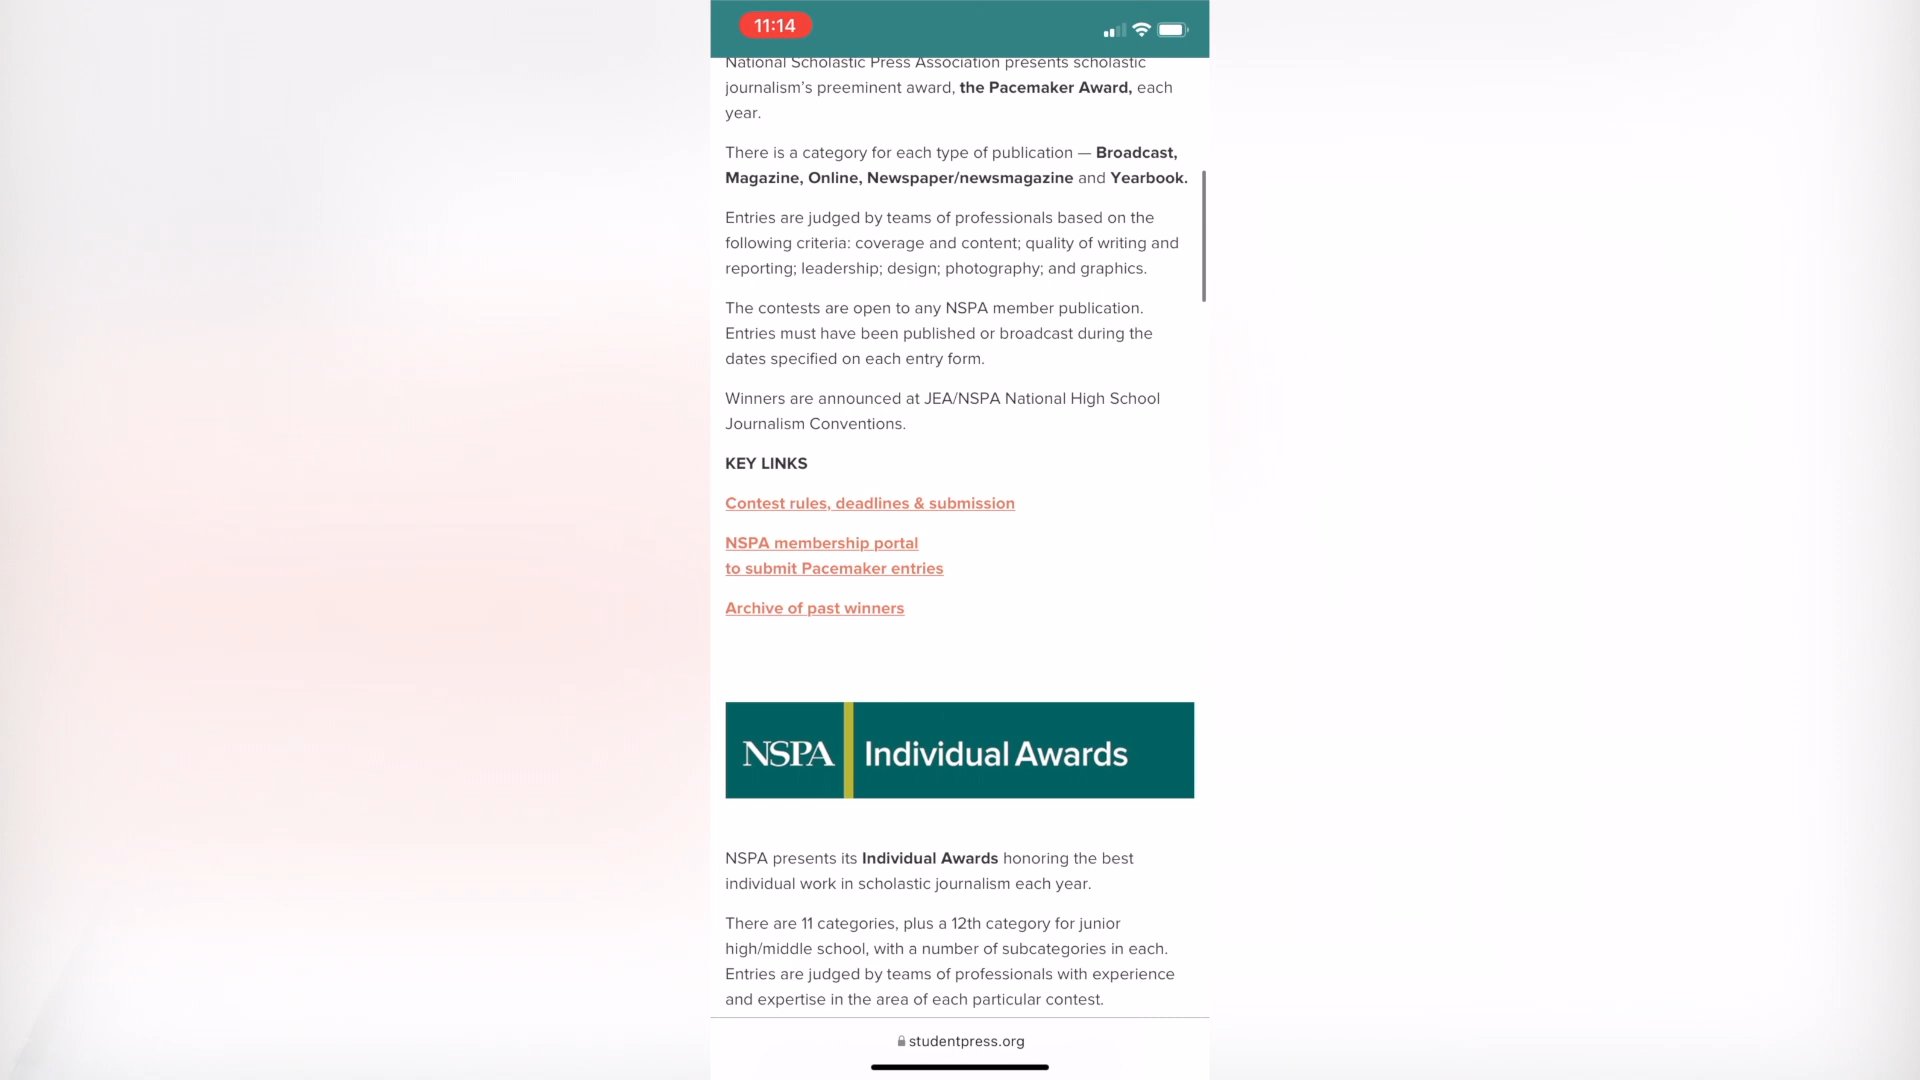 11:14
National Scholastic Press Association presents scholastic
journalism’s preeminent award, the Pacemaker Award, each
year.
There is a category for each type of publication — Broadcast,
Magazine, Online, Newspaper/newsmagazine and Yearbook.
Entries are judged by teams of professionals based on the
following criteria: coverage and content; quality of writing and
reporting; leadership; design; photography; and graphics.
The contests are open to any NSPA member publication.
Entries must have been published or broadcast during the
dates specified on each entry form.
Winners are announced at JEA/NSPA National High School
Journalism Conventions.
KEY LINKS
Contest rules, deadlines & submission
NSPA membership portal
to submit Pacemaker entries
Archive of past winners
NSPA Individual Awards
NSPA presents its Individual Awards honoring the best
individual work in scholastic journalism each year.
There are 11 categories, plus a 12th category for junior
high/middle school, with a number of subcategories in each.
Entries are judged by teams of professionals with experience
and expertise in the area of each particular contest.
studentpress.org